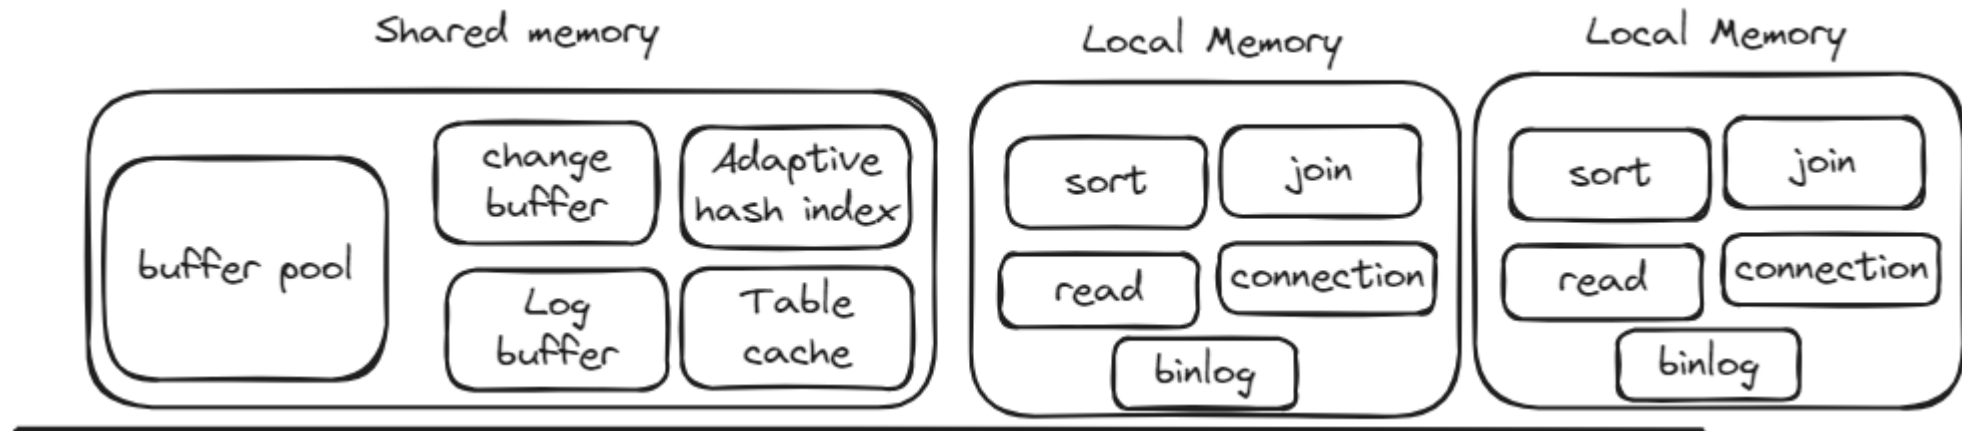 Shared memory
Local Memory
Local Memory
buffer pool
change
buffer
Adaptive
hash index
Log
buffer
Table
cache
sort
join
read
connection
binlog
sort
join
read
connection
binlog